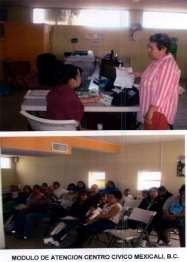 MODULO DE ATENCION CENTRO CIVICO MEXICALI, B.C.